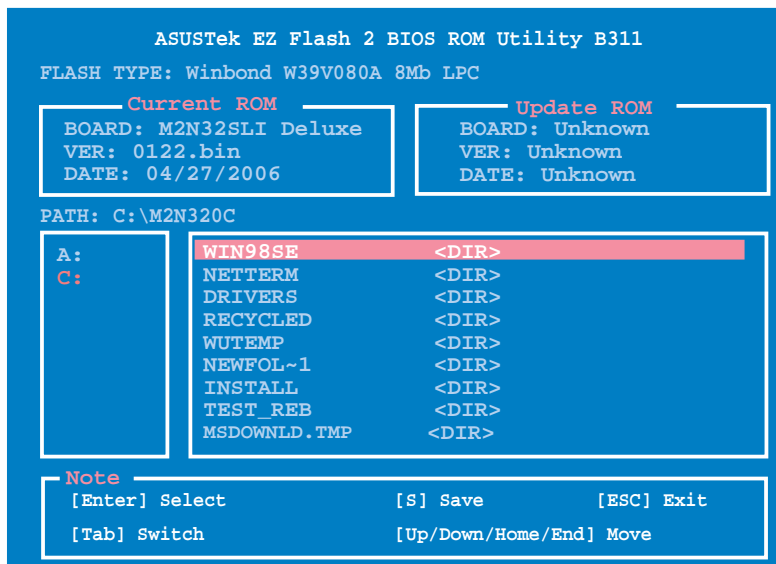 ASUSTek EZ Flash 2 BIOS ROM Utility B311
FLASH TYPE: Winbond W39V080A 8Mb LPC
Current ROM
BOARD: M2N32SLI Deluxe
VER: 0122.bin
DATE: 04/27/2006
Update ROM
BOARD: Unknown
VER: Unknown
DATE: Unknown
PATH: C:\M2N320C
A:
C:
WIN98SE <DIR>
NETTERM <DIR>
DRIVERS <DIR>
RECYCLED <DIR>
WUTEMP <DIR>
NEWFOL~1 <DIR>
INSTALL <DIR>
TEST_REB <DIR>
MSDOWNLD.TMP <DIR>
Note
[Enter] Select [S] Save [ESC] Exit
[Tab] Switch [Up/Down/Home/End] Move